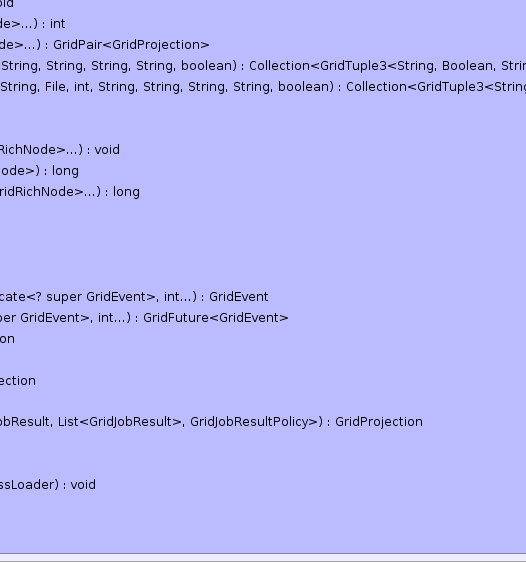 oid
de>...) : int
de>...) : GridPair<GridProjection>
String, String, String, String, boolean) : Collection<GridTuple3<String, Boolean, Strin
String, File, int, String, String, String, String, boolean) : Collection<GridTuple3<String
RichNode>...) : void
ode>) : long
ridRichNode>...) : long
cate<? super GridEvent>, int...) : GridEvent
per GridEvent>, int...) : GridFuture<GridEvent>
on
ection
obResult, List<GridJobResult>, GridJobResultPolicy>) : GridProjection
ssLoader) : void